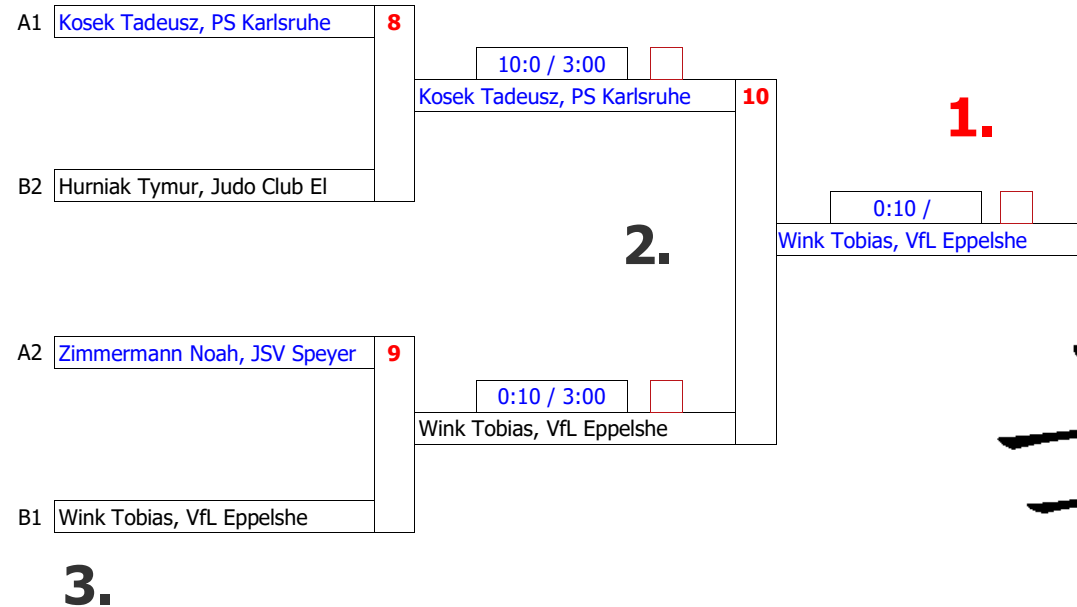 A1 Kosek Tadeusz, PS Karlsruhe 8
10:0 / 3:00
Kosek Tadeusz, PS Karlsruhe 10
1.
B2 Hurniak Tymur, Judo Club El
0:10 /
2.
Wink Tobias, VfL Eppelshe
A2 Zimmermann Noah, JSV Speyer 9
0:10 / 3:00
Wink Tobias, VfL Eppelshe
B1 Wink Tobias, VfL Eppelshe
3.